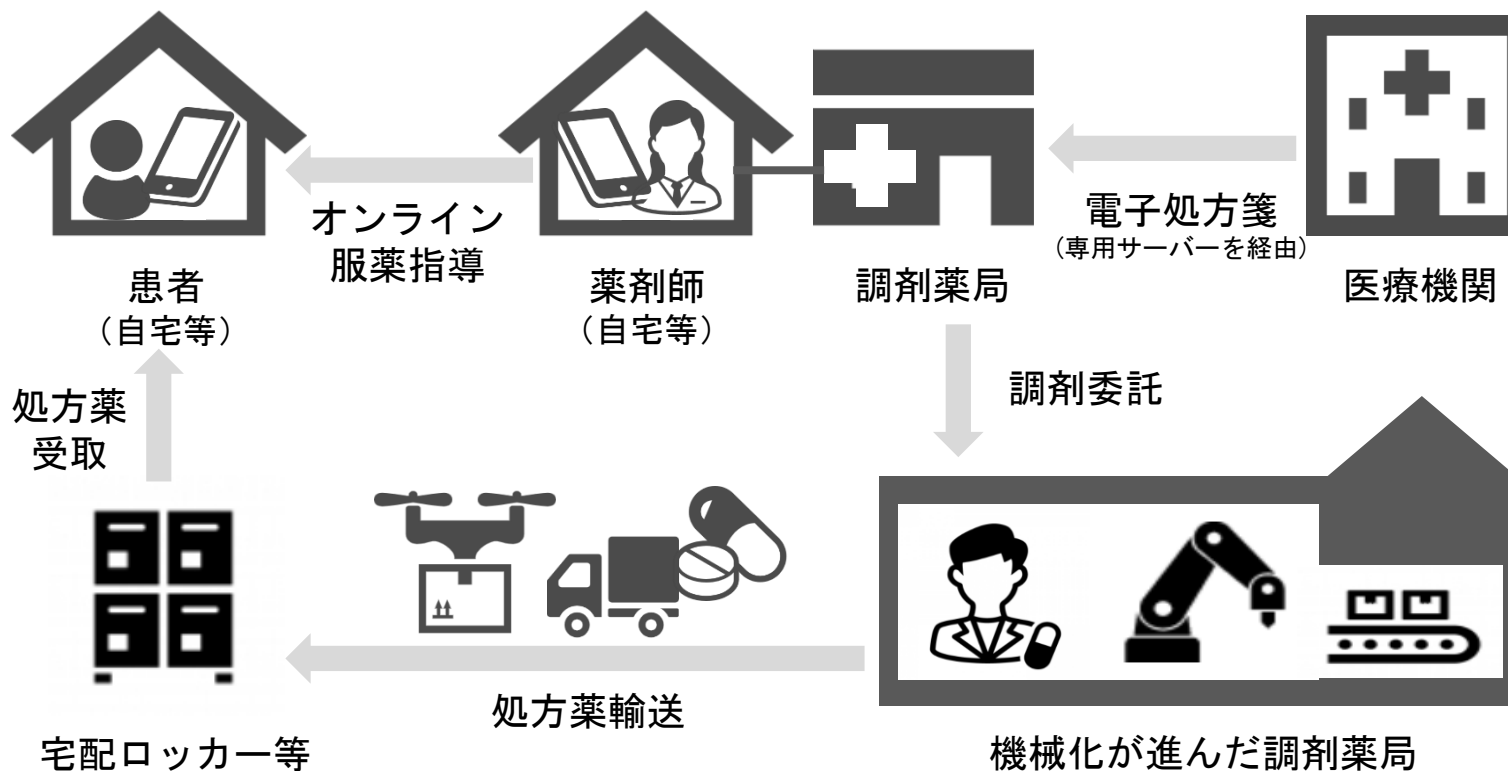 オンライン
服薬指導
電子処方箋
（専用サーバーを経由）
患者
（自宅等）
薬剤師
（自宅等）
調剤薬局
医療機関
処方薬
受取
調剤委託
処方薬輸送
宅配ロッカー等
機械化が進んだ調剤薬局